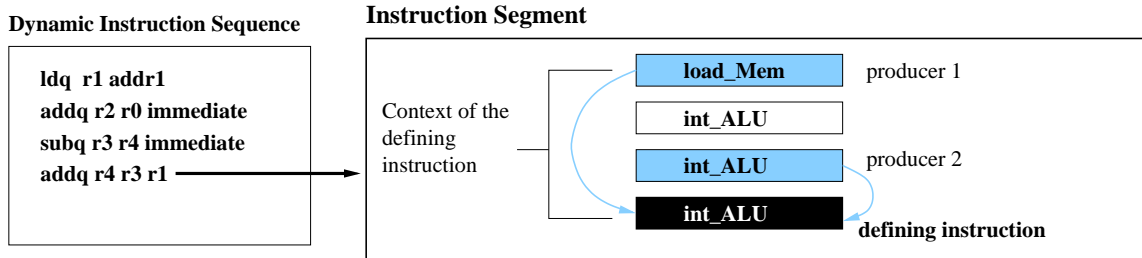 Dynamic Instruction Sequence
ldq r1 addr1
addq r2 r0 immediate
subq r3 r4 immediate
addq r4 r3 r1
Instruction Segment
Context of the
defining
instruction
load_Mem
producer 1
int_ALU
int_ALU
producer 2
int_ALU
defining instruction